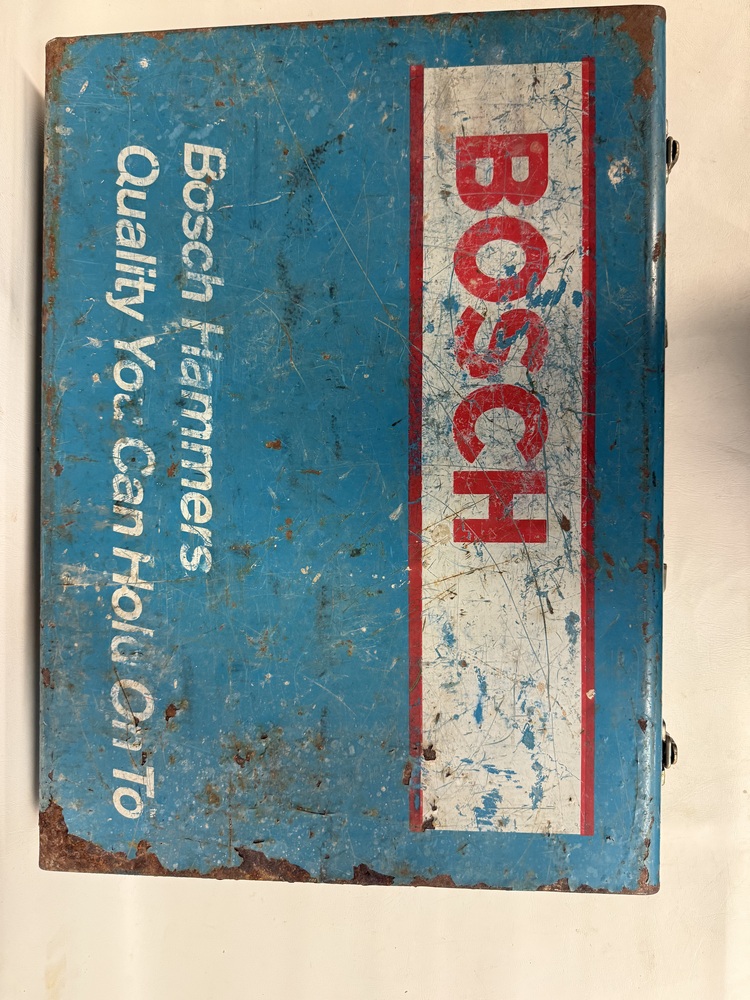 BOSCH
Bosch Hammers
Quality You Can Hold On To